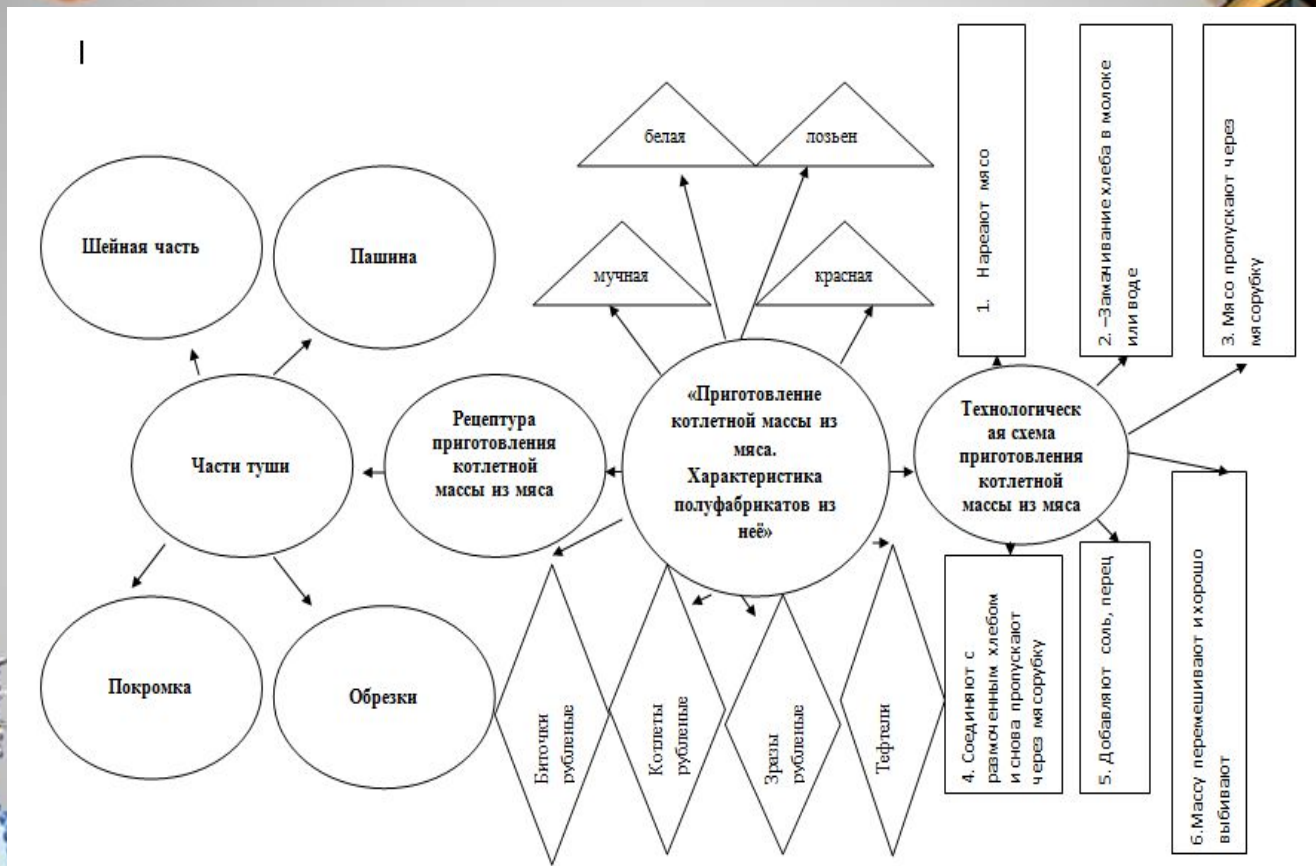 белая
лозьен
мучная
красная
Шейная часть
Пашина
Части туши
Покромка
Обрезки
Рецептура
приготовления
котлетной
массы из мяса
«Приготовление
котлетной массы из
мяса.
Характеристика
полуфабрикатов из
неё»
Технологическ
ая схема
приготовления
котлетной
массы из мяса
1. Нареают мясо
2. –Замачивание хлеба в молоке
или воде
3. Мясо пропускают через
мясорубку
4. Соединяют с
размоченным хлебом
и снова пропускают
через мясорубку
5. Добавляют соль, перец
6.Массу перемешивают и хорошо
выбивают
Биточки
рубленые
Котлеты
рубленые
Зразы
рубленые
Тефтели